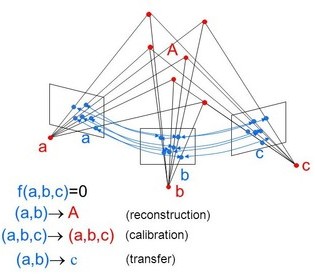 A
a
a
b
b
c
c
f(a,b,c)=0
(a,b)→ A (reconstruction)
(a,b,c)→ (a,b,c) (calibration)
(a,b)→ c (transfer)